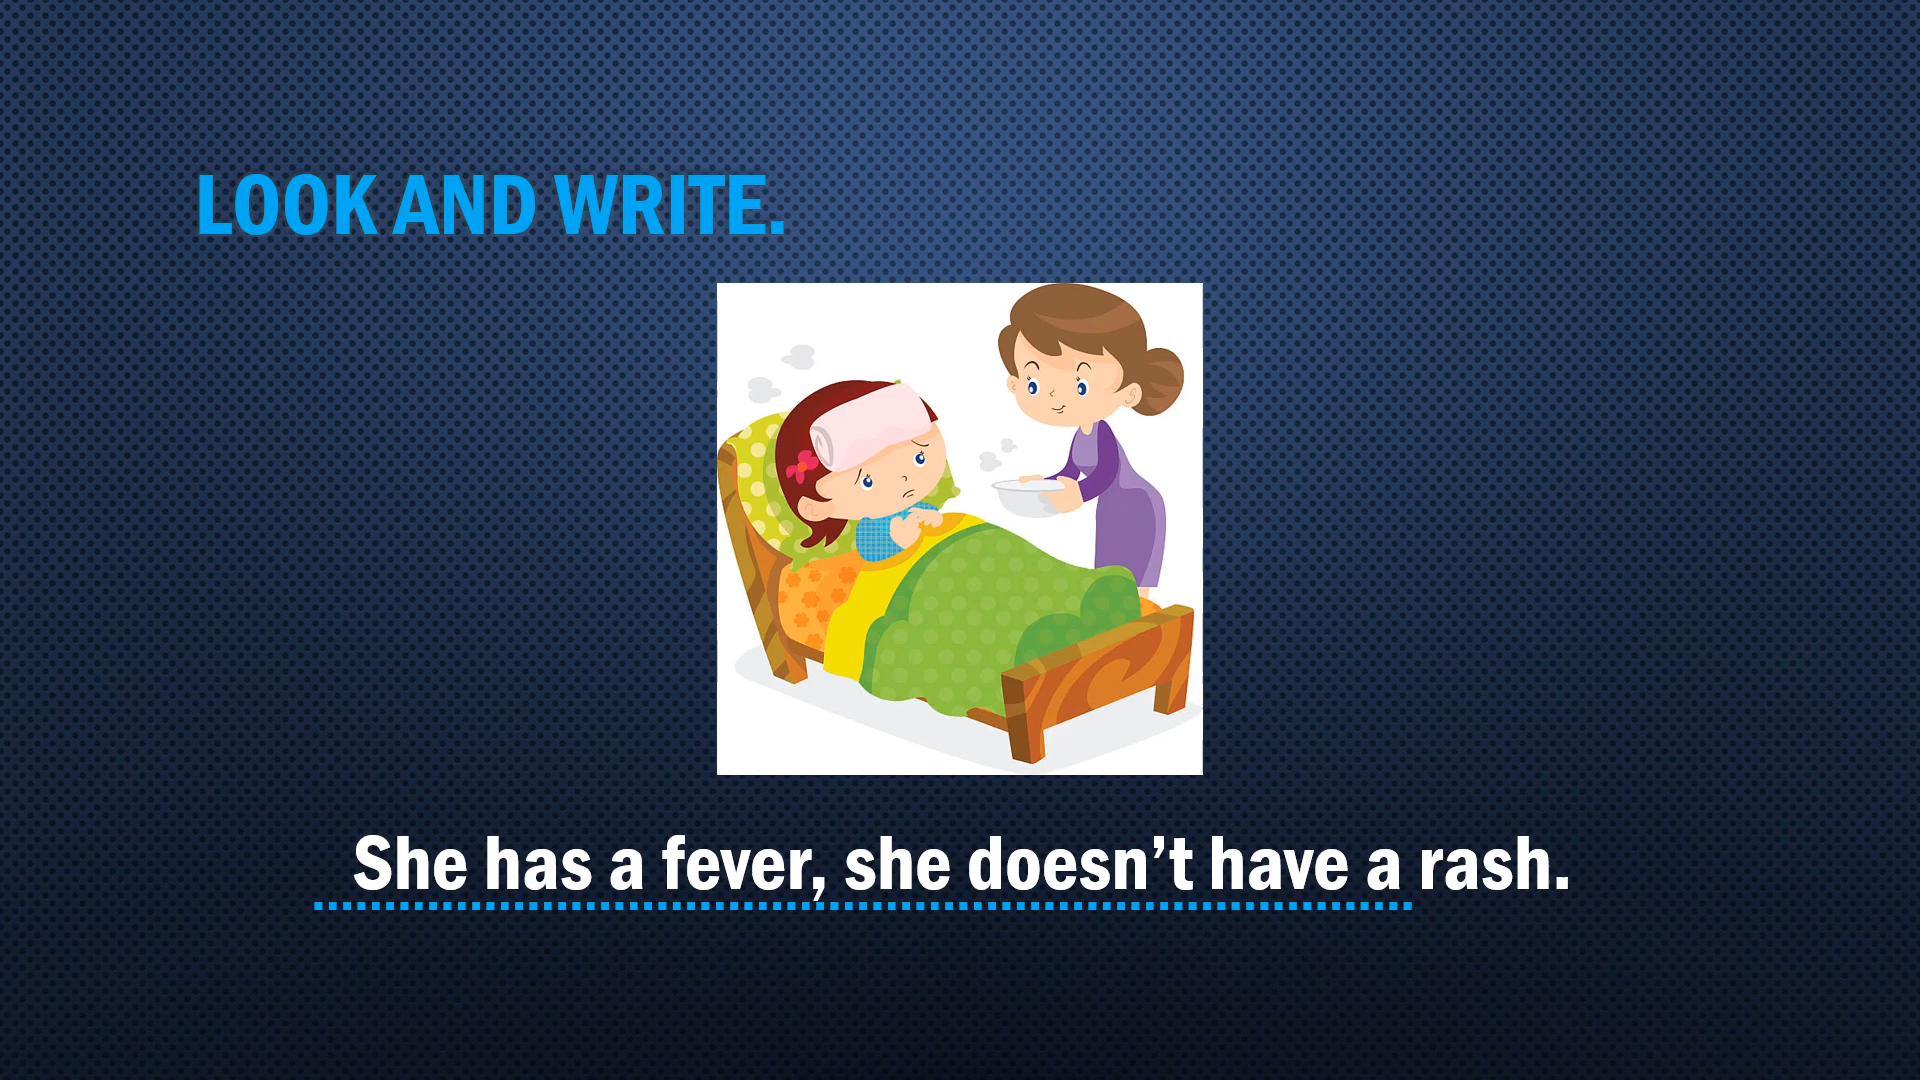 LOOK AND WRITE.
She has a fever, she doesn’t have a rash.